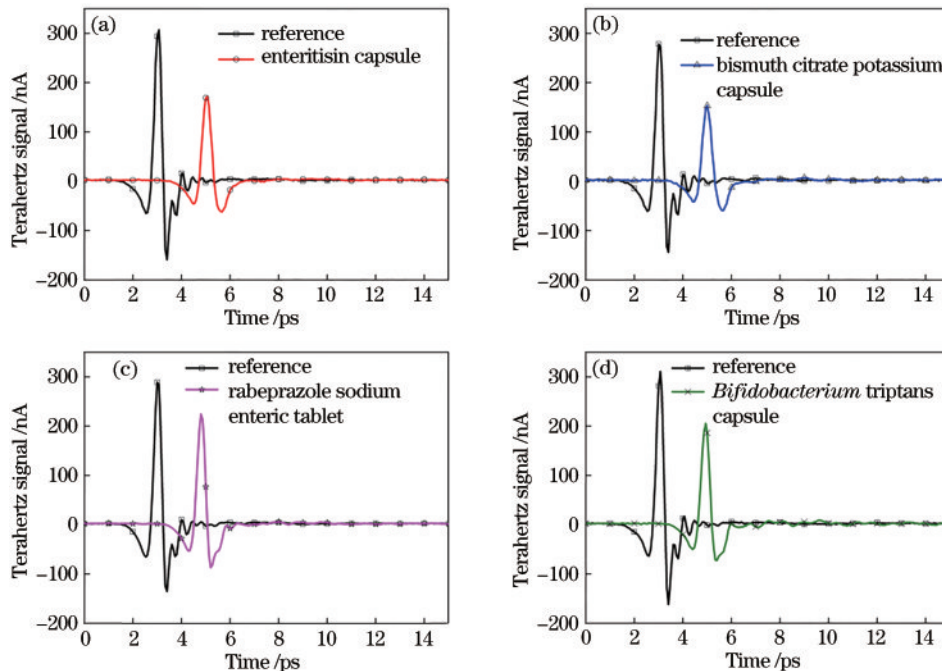 (a)
reference
enteritisin capsule
Terahertz signal /nA
300
200
100
0
−100
−200
0 2 4 6 8 10 12 14
Time /ps
(b)
reference
bismuth citrate potassium
capsule
Terahertz signal /nA
300
200
100
0
−100
−200
0 2 4 6 8 10 12 14
Time /ps
(c)
reference
rabeprazole sodium
enteric tablet
Terahertz signal /nA
300
200
100
0
−100
−200
0 2 4 6 8 10 12 14
Time /ps
(d)
reference
Bifidobacterium triptans
capsule
Terahertz signal /nA
300
200
100
0
−100
−200
0 2 4 6 8 10 12 14
Time /ps